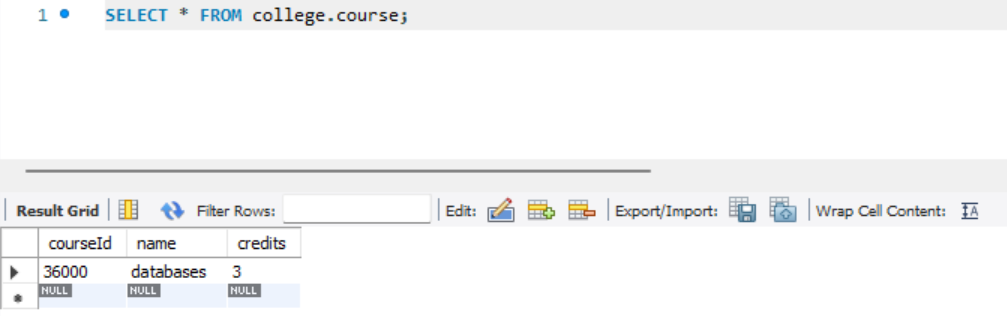 1 SELECT * FROM college.course;
Result Grid Filter Rows: Edit: Export/Import: Wrap Cell Content: IA
courseId name credits
36000 databases 3
NULL NULL NULL